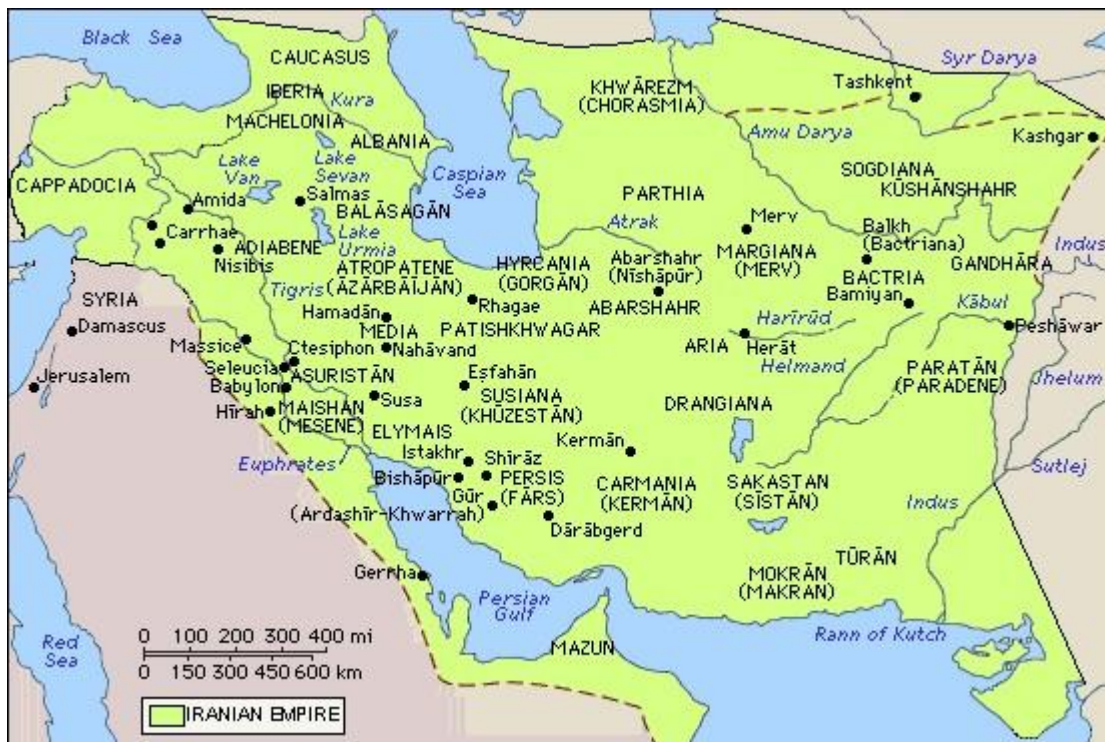 Black Sea
CAUCASUS
IBERIA
Kura
MACHELONIA
ALBANIA
Lake
Van
Lake
Sevan
CAPPADOCIA
Amida
Salmas
BALĀSAGĀN
Carrhae
ADIABENE
Lake
Urmia
Nisibis
Caspian
Sea
KHWĀREZM
(CHORASMIA)
Tashkent
Syr Darya
Amu Darya
Kashgar
SOGDIANA
KŪSHĀNSHAHR
PARTHIA
Atrak
Merv
MARGIANA
(MERV)
Balkh
(Bactriana)
GANDHĀRA
Indus
BACTRIA
Bamiyan
Kābul
Peshāwar
HYRCANIA
(GORGĀN)
Abarshahr
(Nīshāpūr)
ABARSHAHR
ATROPATENE
(ĀZĀRBĀIJĀN)
Tigris
Rhagae
Hamadān
MEDIA
PATISHKHWAGAR
Nahāvand
SYRIA
Damascus
Massice
Ctesiphon
Seleucia
ASURISTĀN
Babylon
Jerusalem
Hīrah
MAISHAN
(MESENE)
Susa
Eṣfahān
SUSIANA
(KHŪZESTĀN)
ARIA
Herāt
Harīrūd
Helmand
PARATĀN
(PARADENE)
Jhelum
DRANGIANA
ELYMAIS
Istakhr
Shīrāz
Kermān
Euphrates
Bishāpūr
PERSIS
(FĀRS)
Gūr
(Ardashīr-Khwarrah)
Dārābgerd
CARMANIA
(KERMĀN)
SAKASTAN
(SĪSTĀN)
Indus
Sutlej
TŪRĀN
MOKRĀN
(MAKRAN)
Gerrha
Persian
Gulf
MAZUN
Rann of Kutch
Red
Sea
0 100 200 300 400 mi
0 150 300 450 600 km
IRANIAN EMPIRE